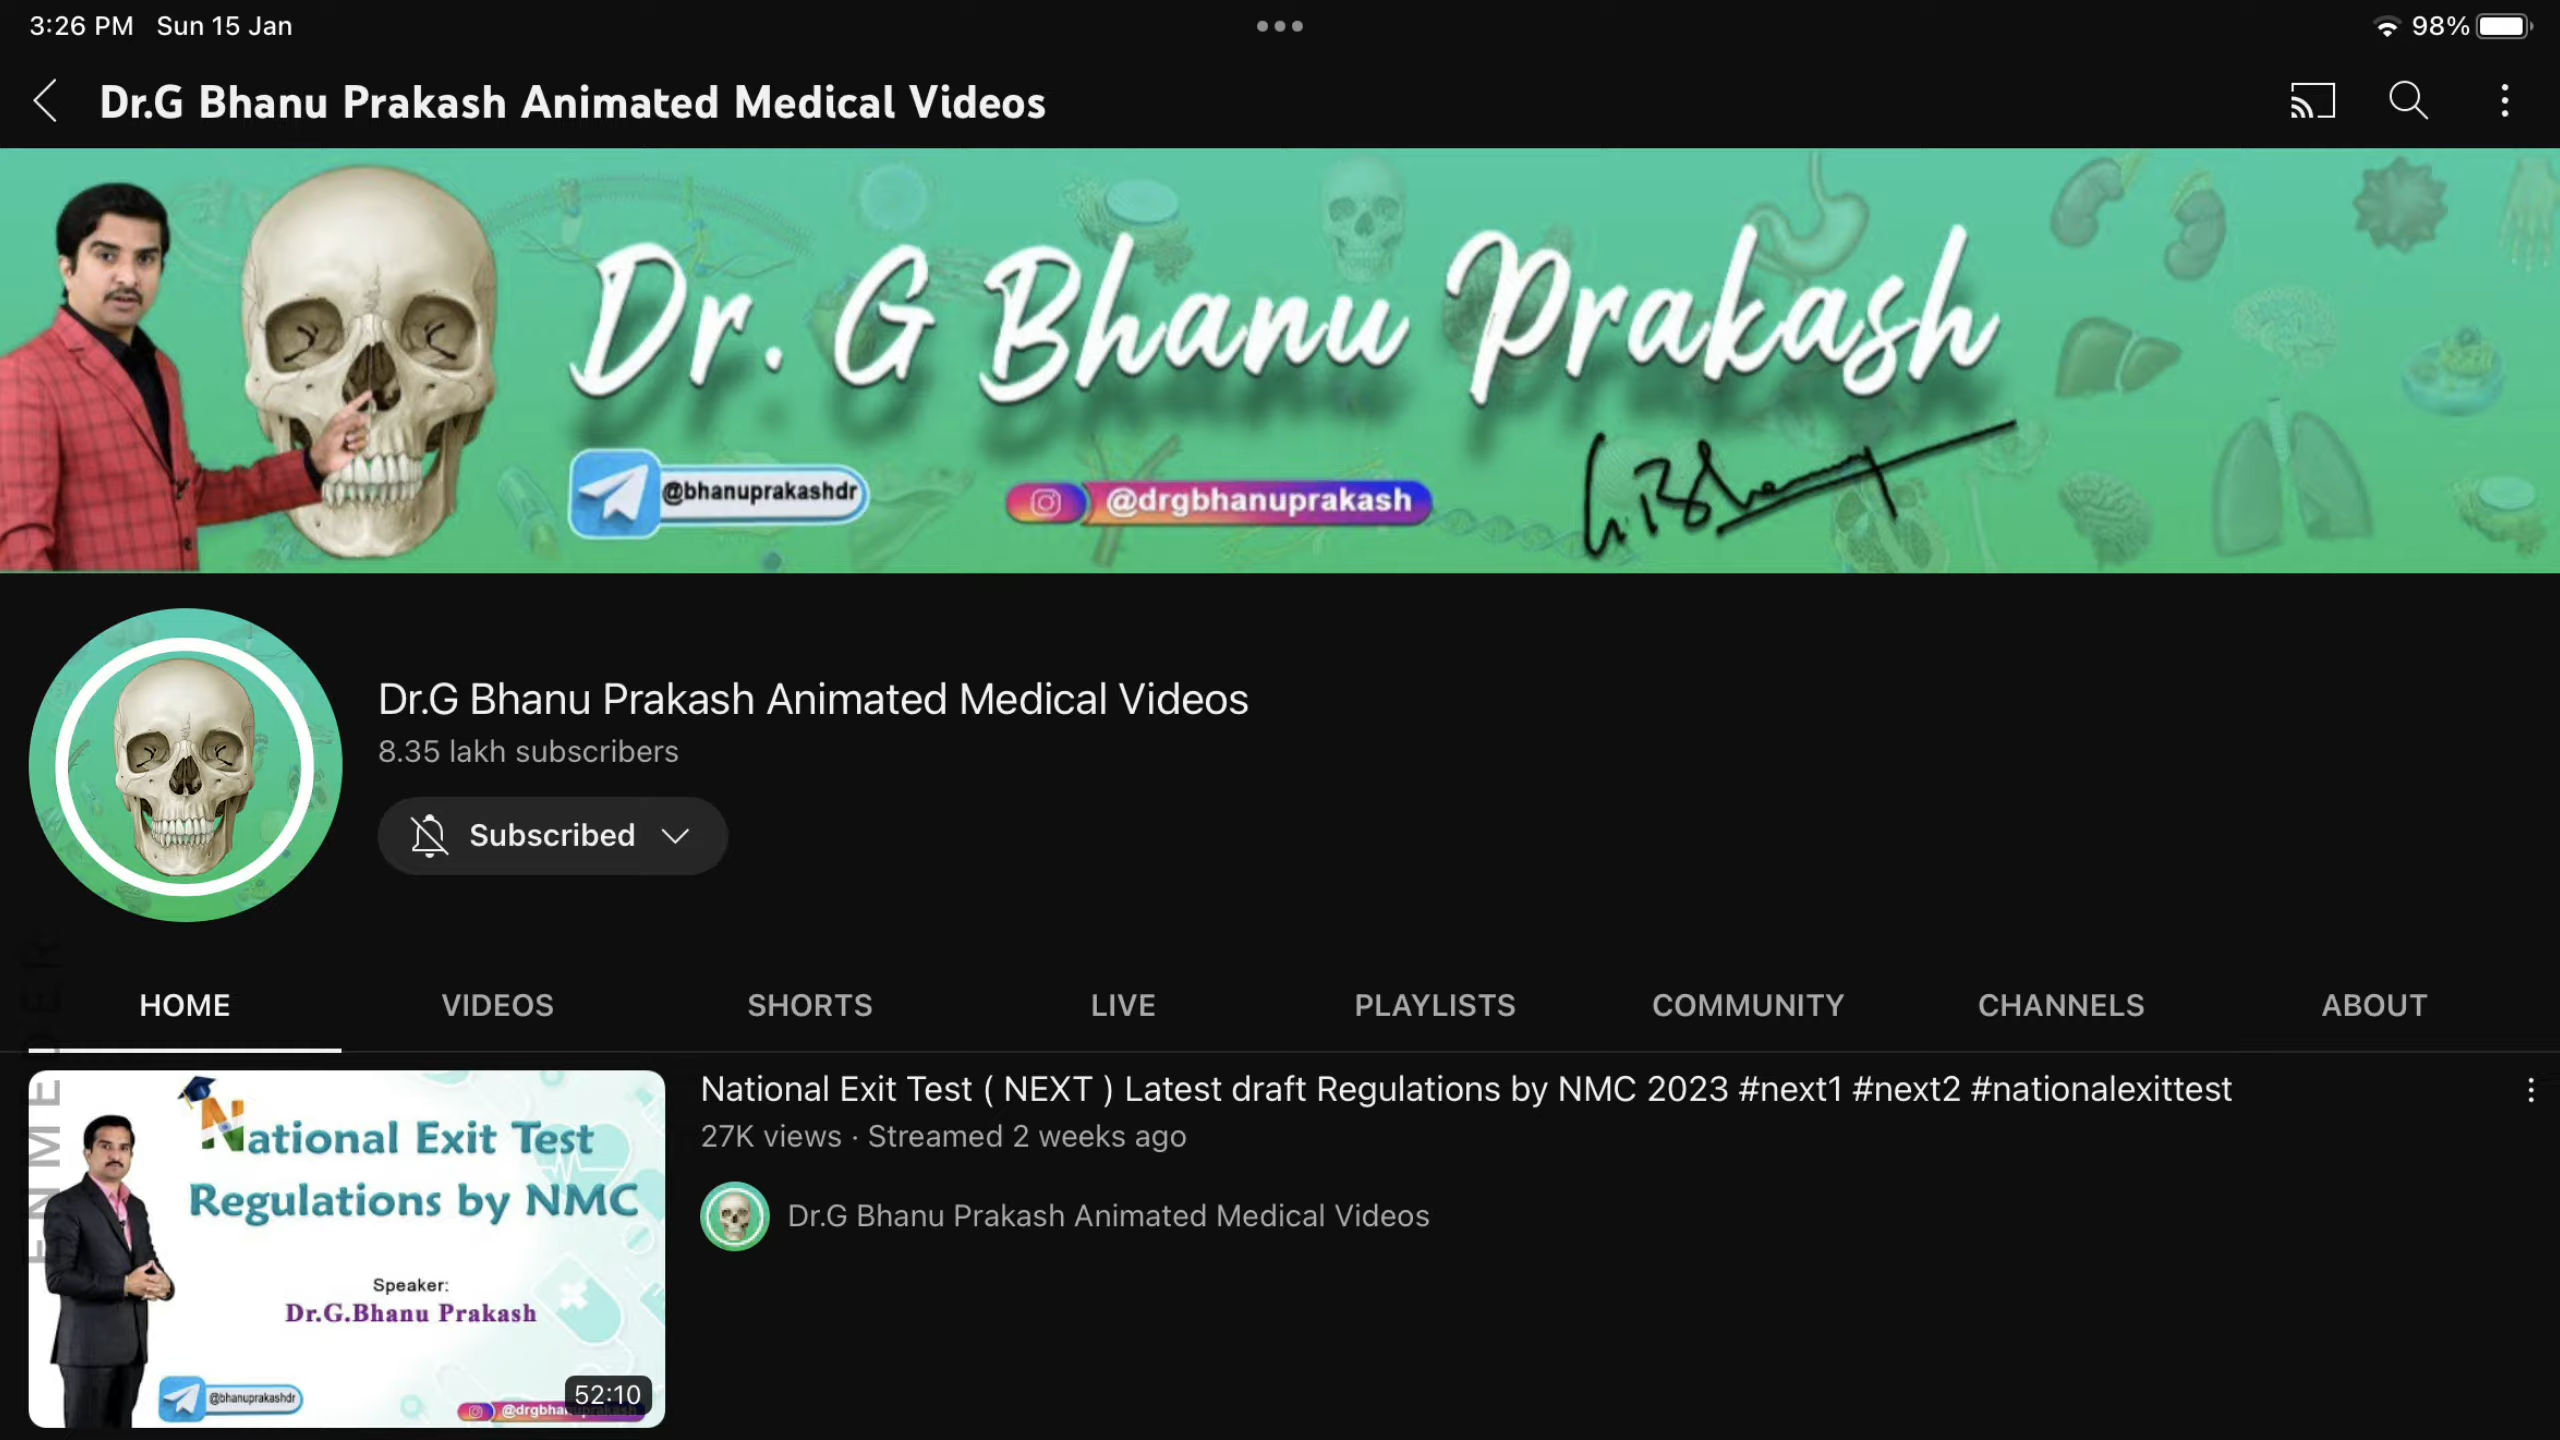 3:26 PM Sun 15 Jan
98%
Dr.G Bhanu Prakash Animated Medical Videos
Dr. G Bhanu Prakash
@bhanuprakashdr
@drgbhanuprakash
G.Bhanu
Dr.G Bhanu Prakash Animated Medical Videos
8.35 lakh subscribers
Subscribed
HOME VIDEOS SHORTS LIVE PLAYLISTS COMMUNITY CHANNELS ABOUT
National Exit Test
Regulations by NMC
Speaker:
Dr.G.Bhanu Prakash
@bhanuprakashdr
@drgbhanuprakash
52:10
National Exit Test ( NEXT ) Latest draft Regulations by NMC 2023 #next1 #next2 #nationalexittest
27K views · Streamed 2 weeks ago
Dr.G Bhanu Prakash Animated Medical Videos